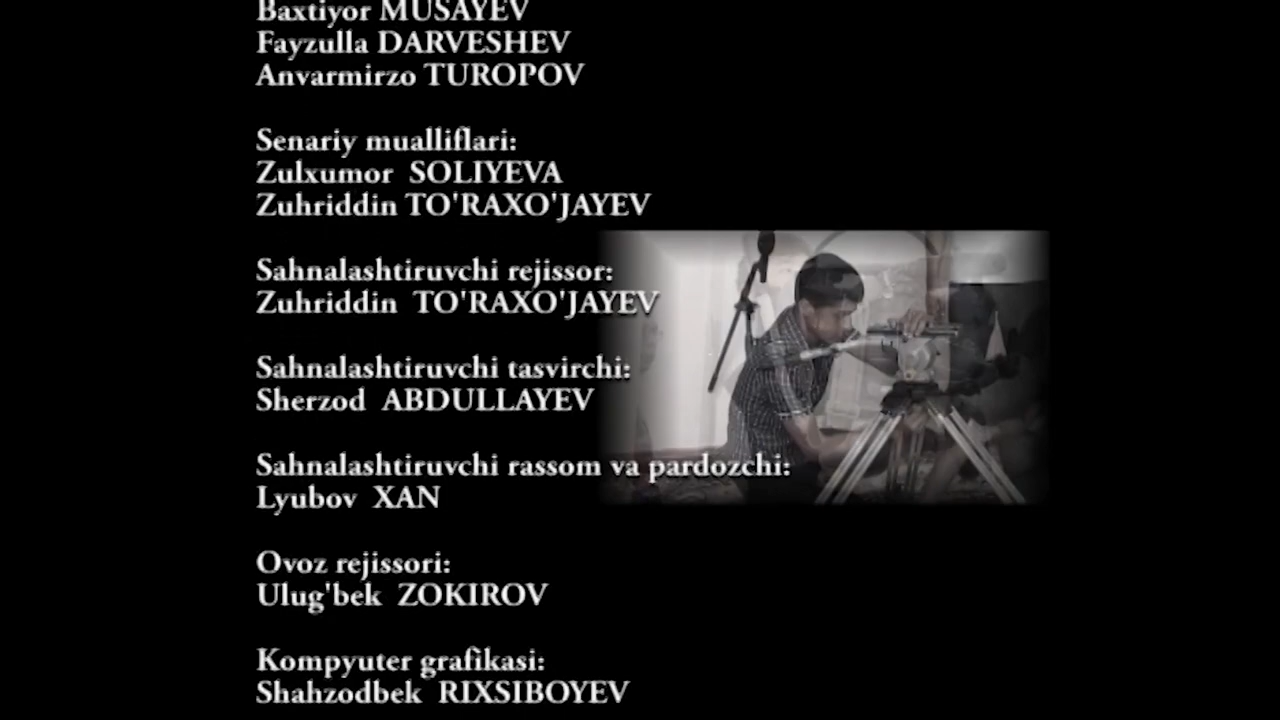 Baxtiyor MUSAYEV
Fayzulla DARVESHEV
Anvarmirzo TUROPOV
Senariy mualliflari:
Zulxumor SOLIYEVA
Zuhriddin TO'RAXO'JAYEV
Sahnalashtiruvchi rejissor:
Zuhriddin TO'RAXO'JAYEV
Sahnalashtiruvchi tasvirchi:
Sherzod ABDULLAYEV
Sahnalashtiruvchi rassom va pardozchi:
Lyubov XAN
Ovoz rejissori:
Ulug'bek ZOKIROV
Kompyuter grafikasi:
Shahzodbek RIXSIBOYEV